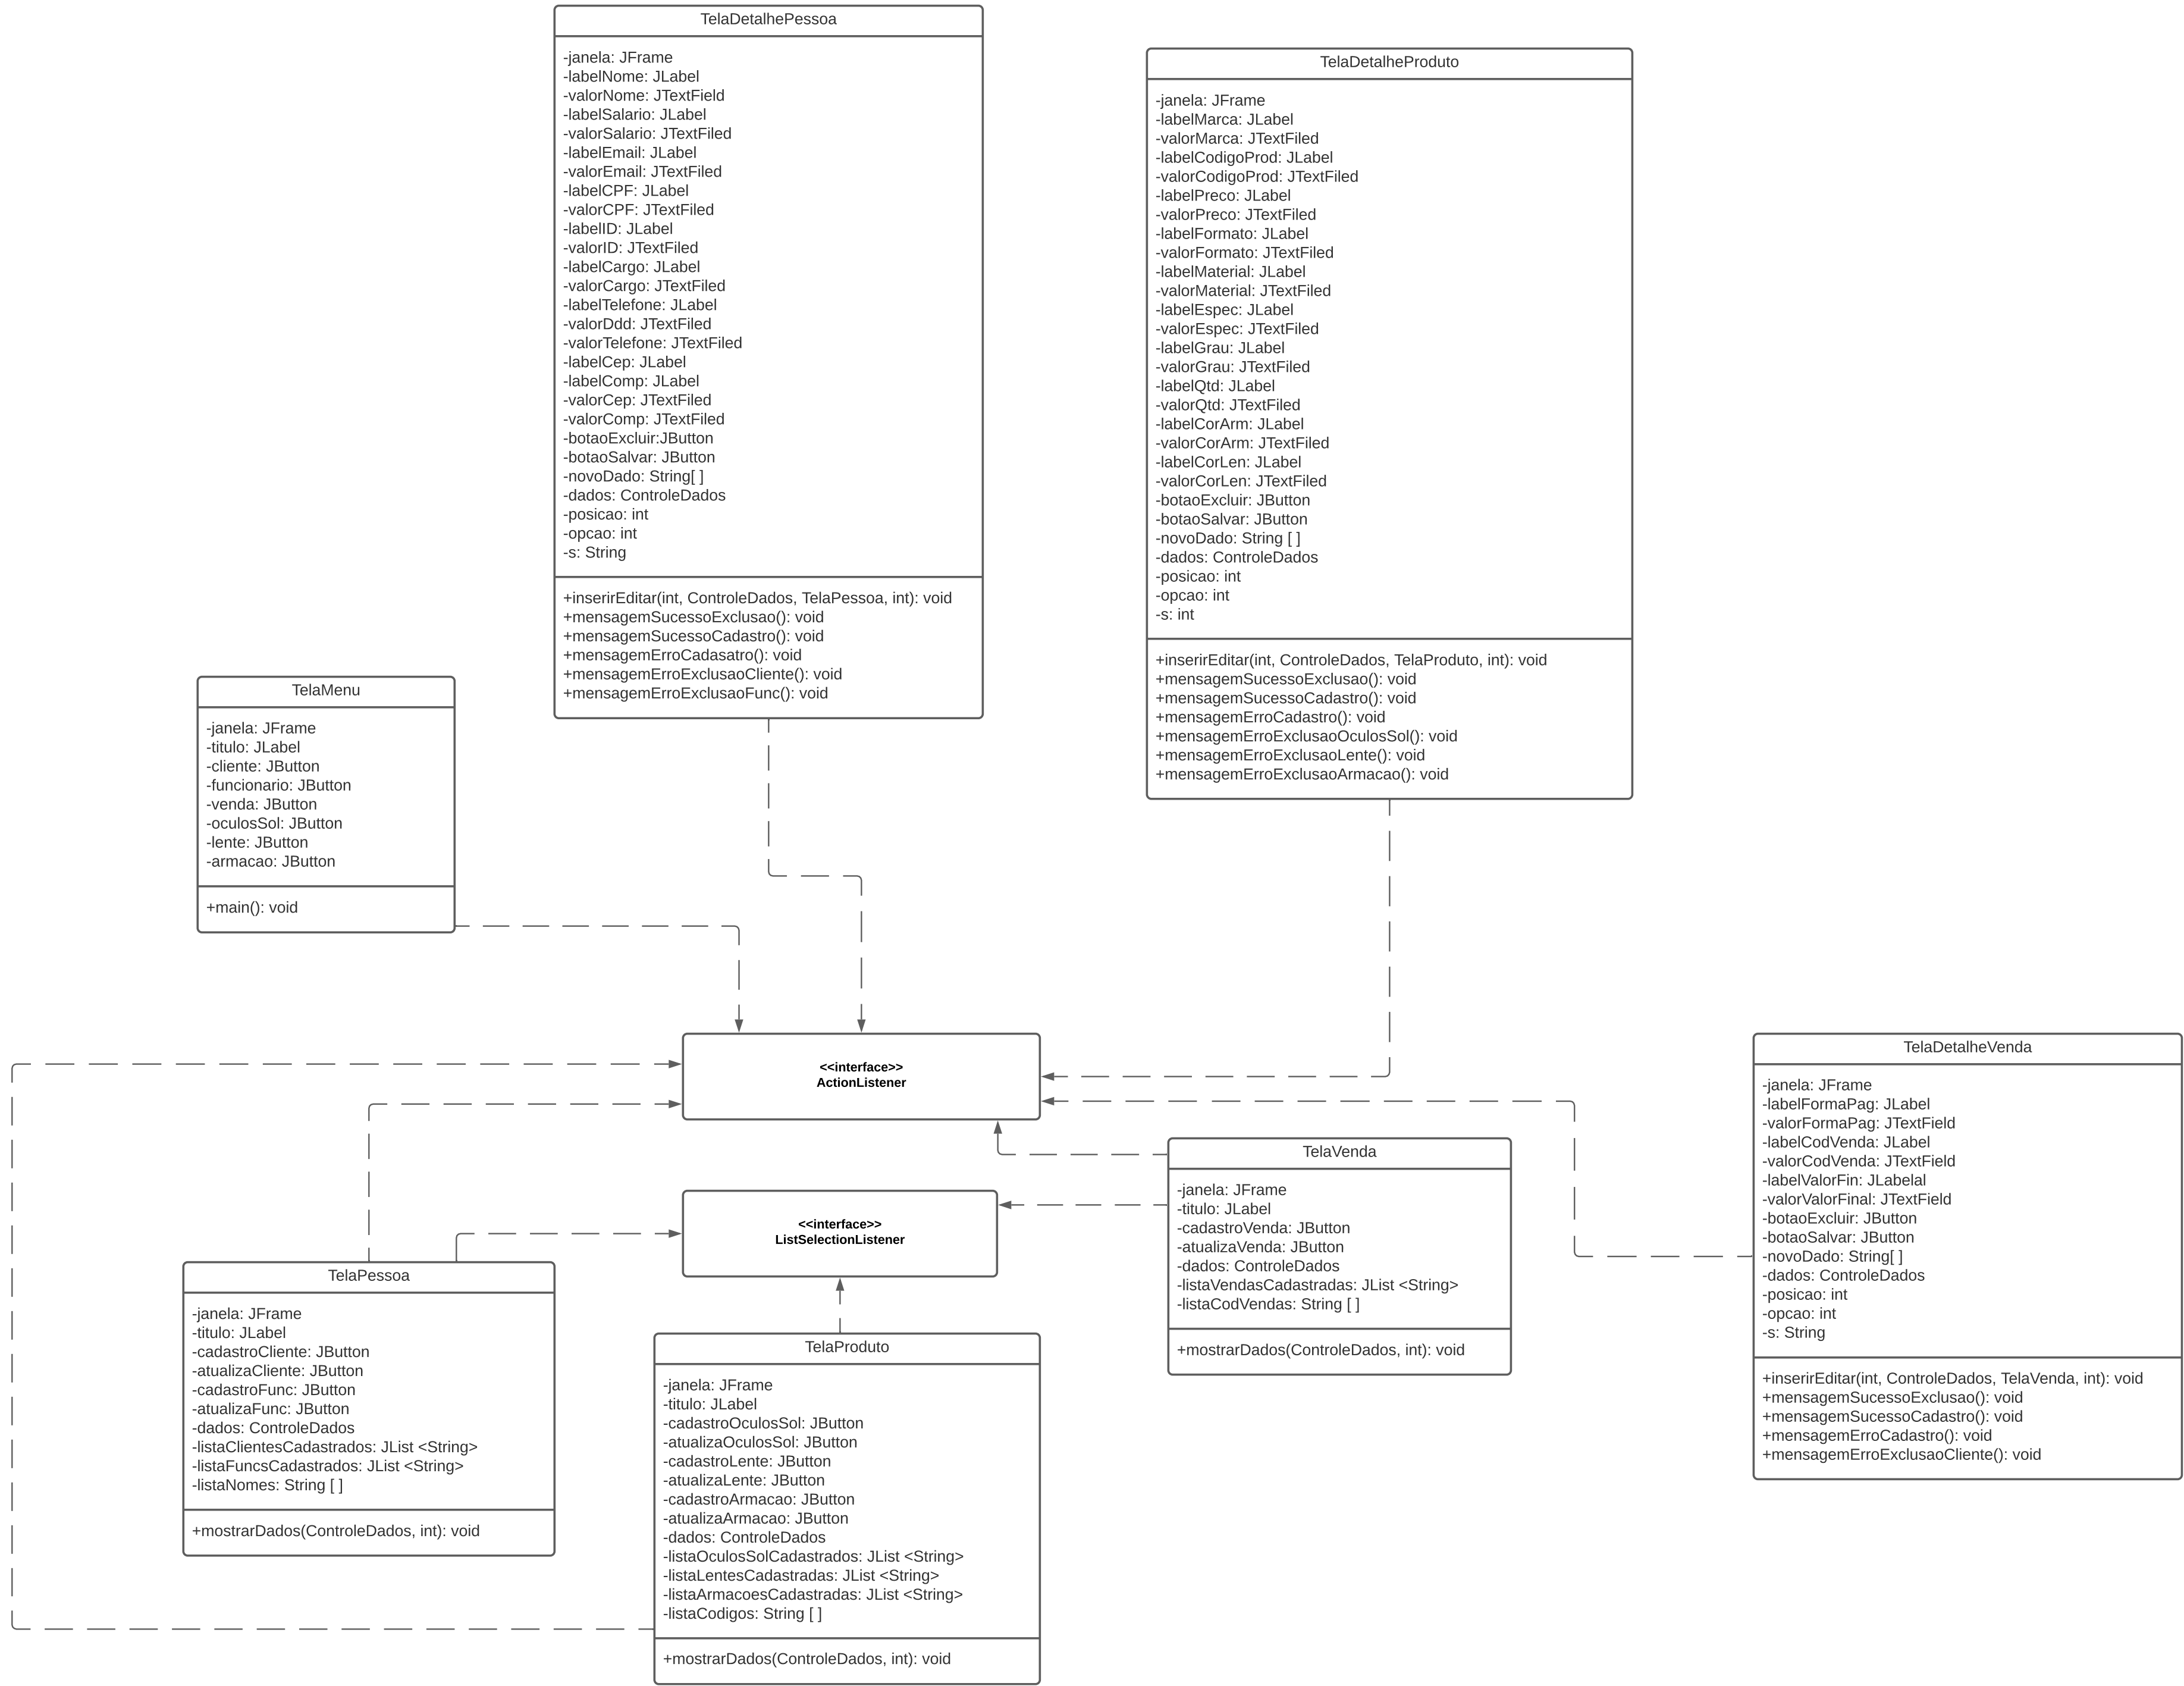 TelaDetalhePessoa
-janela: JFrame
-labelNome: JLabel
-valorNome: JTextField
-labelSalario: JLabel
-valorSalario: JTextFiled
-labelEmail: JLabel
-valorEmail: JTextFiled
-labelCPF: JLabel
-valorCPF: JTextFiled
-labelID: JLabel
-valorID: JTextFiled
-labelCargo: JLabel
-valorCargo: JTextFiled
-labelTelefone: JLabel
-valorDdd: JTextFiled
-valorTelefone: JTextFiled
-labelCep: JLabel
-labelComp: JLabel
-valorCep: JTextFiled
-valorComp: JTextFiled
-botaoExcluir:JButton
-botaoSalvar: JButton
-novoDado: String[ ]
-dados: ControleDados
-posicao: int
-opcao: int
-s: String
+inserirEditar(int, ControleDados, TelaPessoa, int): void
+mensagemSucessoExclusao(): void
+mensagemSucessoCadastro(): void
+mensagemErroCadasatro(): void
+mensagemErroExclusaoCliente(): void
+mensagemErroExclusaoFunc(): void
TelaDetalheProduto
-janela: JFrame
-labelMarca: JLabel
-valorMarca: JTextFiled
-labelCodigoProd: JLabel
-valorCodigoProd: JTextFiled
-labelPreco: JLabel
-valorPreco: JTextFiled
-labelFormato: JLabel
-valorFormato: JTextFiled
-labelMaterial: JLabel
-valorMaterial: JTextFiled
-labelEspec: JLabel
-valorEspec: JTextFiled
-labelGrau: JLabel
-valorGrau: JTextFiled
-labelQtd: JLabel
-valorQtd: JTextFiled
-labelCorArm: JLabel
-valorCorArm: JTextFiled
-labelCorLen: JLabel
-valorCorLen: JTextFiled
-botaoExcluir: JButton
-botaoSalvar: JButton
-novoDado: String [ ]
-dados: ControleDados
-posicao: int
-opcao: int
-s: int
+inserirEditar(int, ControleDados, TelaProduto, int): void
+mensagemSucessoExclusao(): void
+mensagemSucessoCadastro(): void
+mensagemErroCadastro(): void
+mensagemErroExclusaoOculosSol(): void
+mensagemErroExclusaoLente(): void
+mensagemErroExclusaoArmacao(): void
TelaMenu
-janela: JFrame
-titulo: JLabel
-cliente: JButton
-funcionario: JButton
-venda: JButton
-oculosSol: JButton
-lente: JButton
-armacao: JButton
+main(): void
<<interface>>
ActionListener
<<interface>>
ListSelectionListener
TelaDetalheVenda
-janela: JFrame
-labelFormaPag: JLabel
-valorFormaPag: JTextField
-labelCodVenda: JLabel
-valorCodVenda: JTextField
-labelValorFin: JLabelal
-valorValorFinal: JTextField
-botaoExcluir: JButton
-botaoSalvar: JButton
-novoDado: String[ ]
-dados: ControleDados
-posicao: int
-opcao: int
-s: String
+inserirEditar(int, ControleDados, TelaVenda, int): void
+mensagemSucessoExclusao(): void
+mensagemSucessoCadastro(): void
+mensagemErroCadastro(): void
+mensagemErroExclusaoCliente(): void
TelaVenda
-janela: JFrame
-titulo: JLabel
-cadastroVenda: JButton
-atualizaVenda: JButton
-dados: ControleDados
-listaVendasCadastradas: JList <String>
-listaCodVendas: String [ ]
+mostrarDados(ControleDados, int): void
TelaPessoa
-janela: JFrame
-titulo: JLabel
-cadastroCliente: JButton
-atualizaCliente: JButton
-cadastroFunc: JButton
-atualizaFunc: JButton
-dados: ControleDados
-listaClientesCadastrados: JList <String>
-listaFuncsCadastrados: JList <String>
-listaNomes: String [ ]
+mostrarDados(ControleDados, int): void
TelaProduto
-janela: JFrame
-titulo: JLabel
-cadastroOculosSol: JButton
-atualizaOculosSol: JButton
-cadastroLente: JButton
-atualizaLente: JButton
-cadastroArmacao: JButton
-atualizaArmacao: JButton
-dados: ControleDados
-listaOculosSolCadastrados: JList <String>
-listaLentesCadastradas: JList <String>
-listaArmacoesCadastradas: JList <String>
-listaCodigos: String [ ]
+mostrarDados(ControleDados, int): void